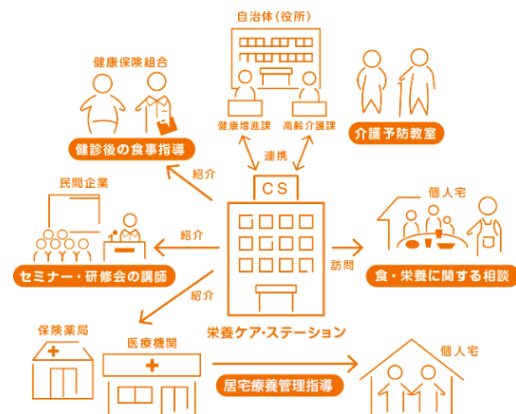 自治体(役所)
健康保険組合
健康増進課
高齢介護課
介護予防教室
健診後の食事指導
連携
紹介
CS
民間企業
個人宅
紹介
訪問
セミナー・研修会の講師
食・栄養に関する相談
紹介
栄養ケア・ステーション
保険薬局
医療機関
個人宅
居宅療養管理指導